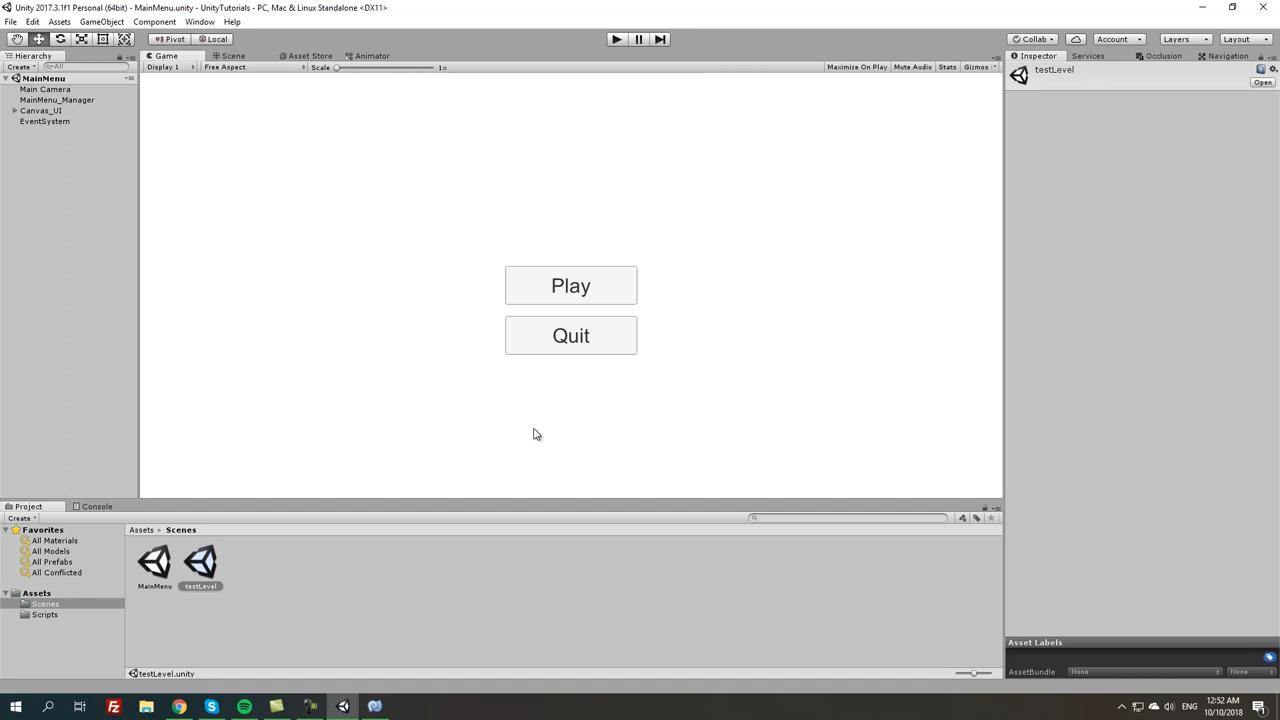 Unity 2017.3.1f1 Personal (64bit) - MainMenu.unity - UnityTutorials - PC, Mac & Linux Standalone <DX11>
File Edit Assets GameObject Component Window Help
Pivot Local Collab Account Layers Layout
Hierarchy Game Scene Asset Store Animator Inspector Services Occlusion Navigation
Create All Display 1 Free Aspect Scale 1x Maximize On Play Mute Audio Stats Gizmos testLevel
MainMenu
Open
Main Camera
MainMenu_Manager
Canvas_UI
EventSystem
Play
Quit
Project Console
Create
Favorites Assets Scenes
All Materials
All Models
All Prefabs
All Conflicted
MainMenu testLevel
Assets
Scenes
Scripts
Asset Labels
testLevel.unity AssetBundle None None
ENG 12:52 AM
10/10/2018
1